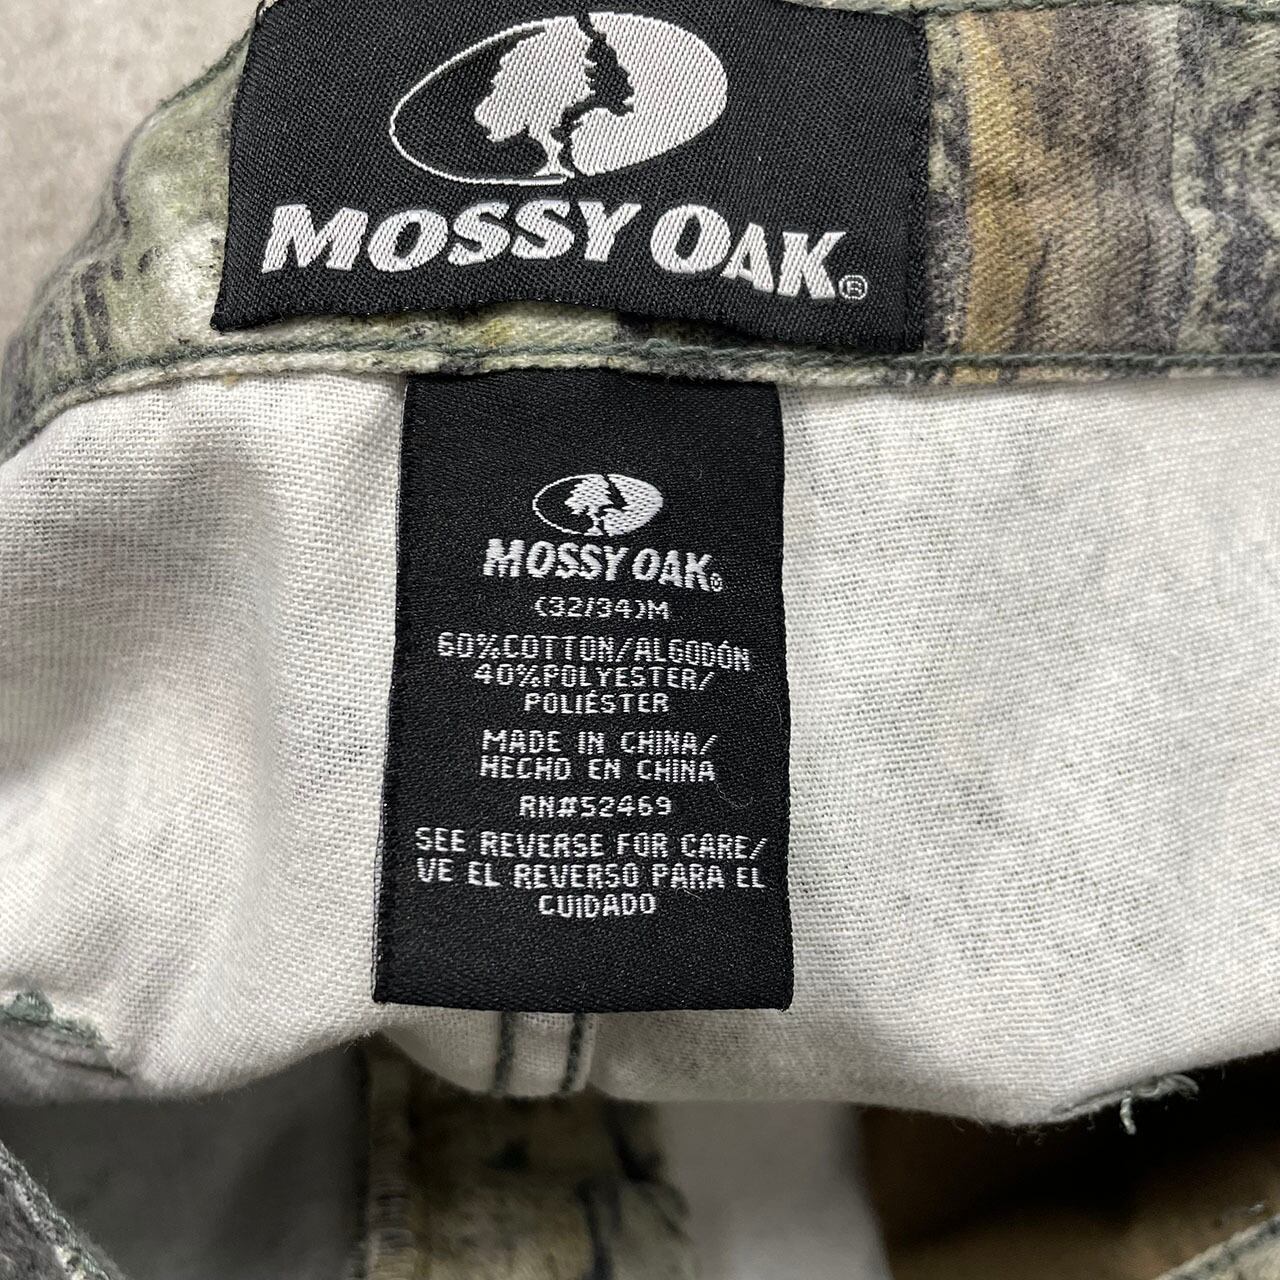 MOSSY OAK®
MOSSY OAK®
(32/34)M
60%COTTON/ALGODÓN
40%POLYESTER/
POLIÉSTER
MADE IN CHINA/
HECHO EN CHINA
RN#52469
SEE REVERSE FOR CARE/
VE EL REVERSO PARA EL
CUIDADO